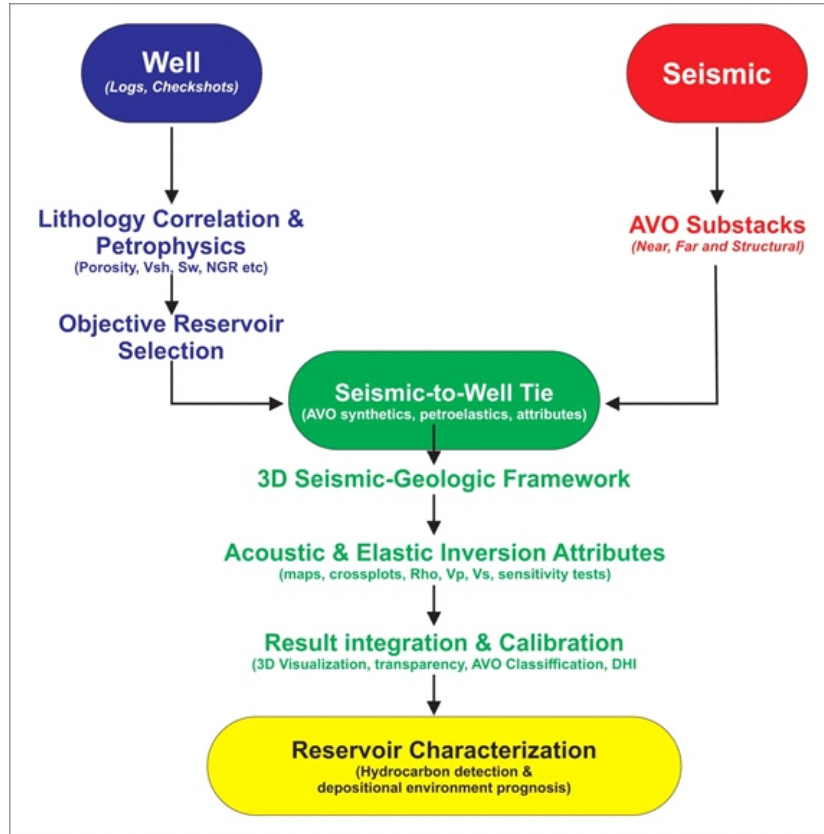 Well
(Logs, Checkshots)
Seismic
Lithology Correlation &
Petrophysics
(Porosity, Vsh, Sw, NGR etc)
AVO Substacks
(Near, Far and Structural)
Objective Reservoir
Selection
Seismic-to-Well Tie
(AVO synthetics, petroelastics, attributes)
3D Seismic-Geologic Framework
Acoustic & Elastic Inversion Attributes
(maps, crossplots, Rho, Vp, Vs, sensitivity tests)
Result integration & Calibration
(3D Visualization, transparency, AVO Classiffication, DHI
Reservoir Characterization
(Hydrocarbon detection &
depositional environment prognosis)